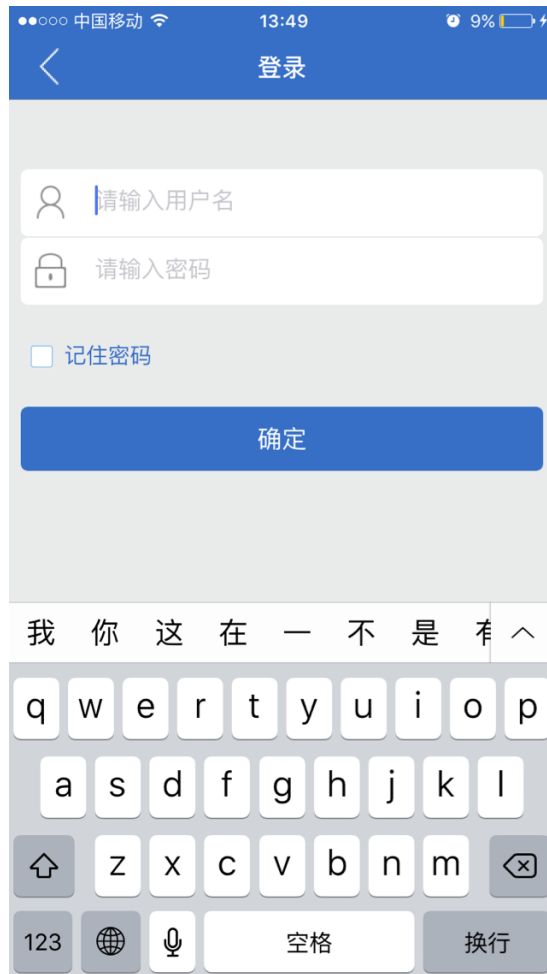 中国移动 13:49 9%
登录
请输入用户名
请输入密码
记住密码
确定
我 你 这 在 一 不 是 有
q w e r t y u i o p
a s d f g h j k l
z x c v b n m
123 空格 换行